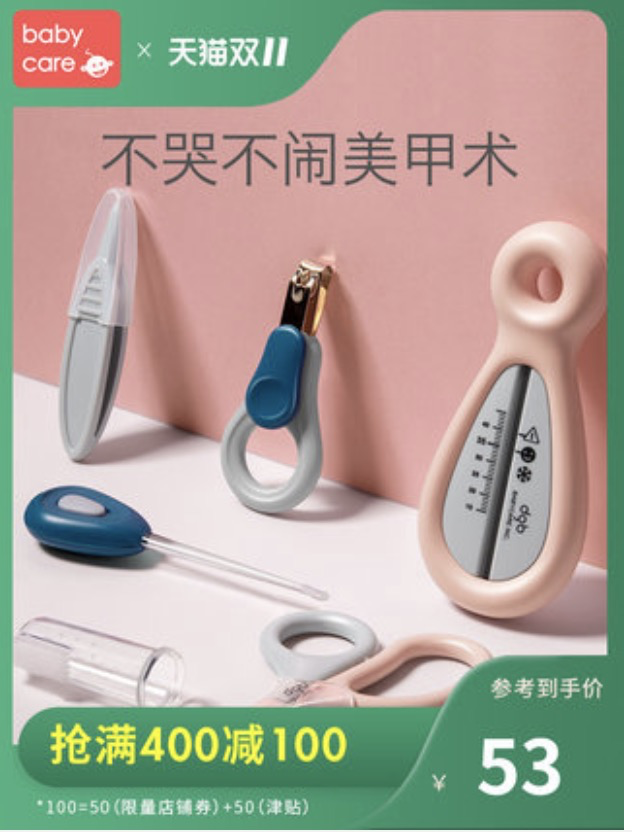 baby
care
× 天猫双11
不哭不闹美甲术
dgb
参考到手价
抢满400减100
¥ 53
*100=50(限量店铺券)+50(津贴)